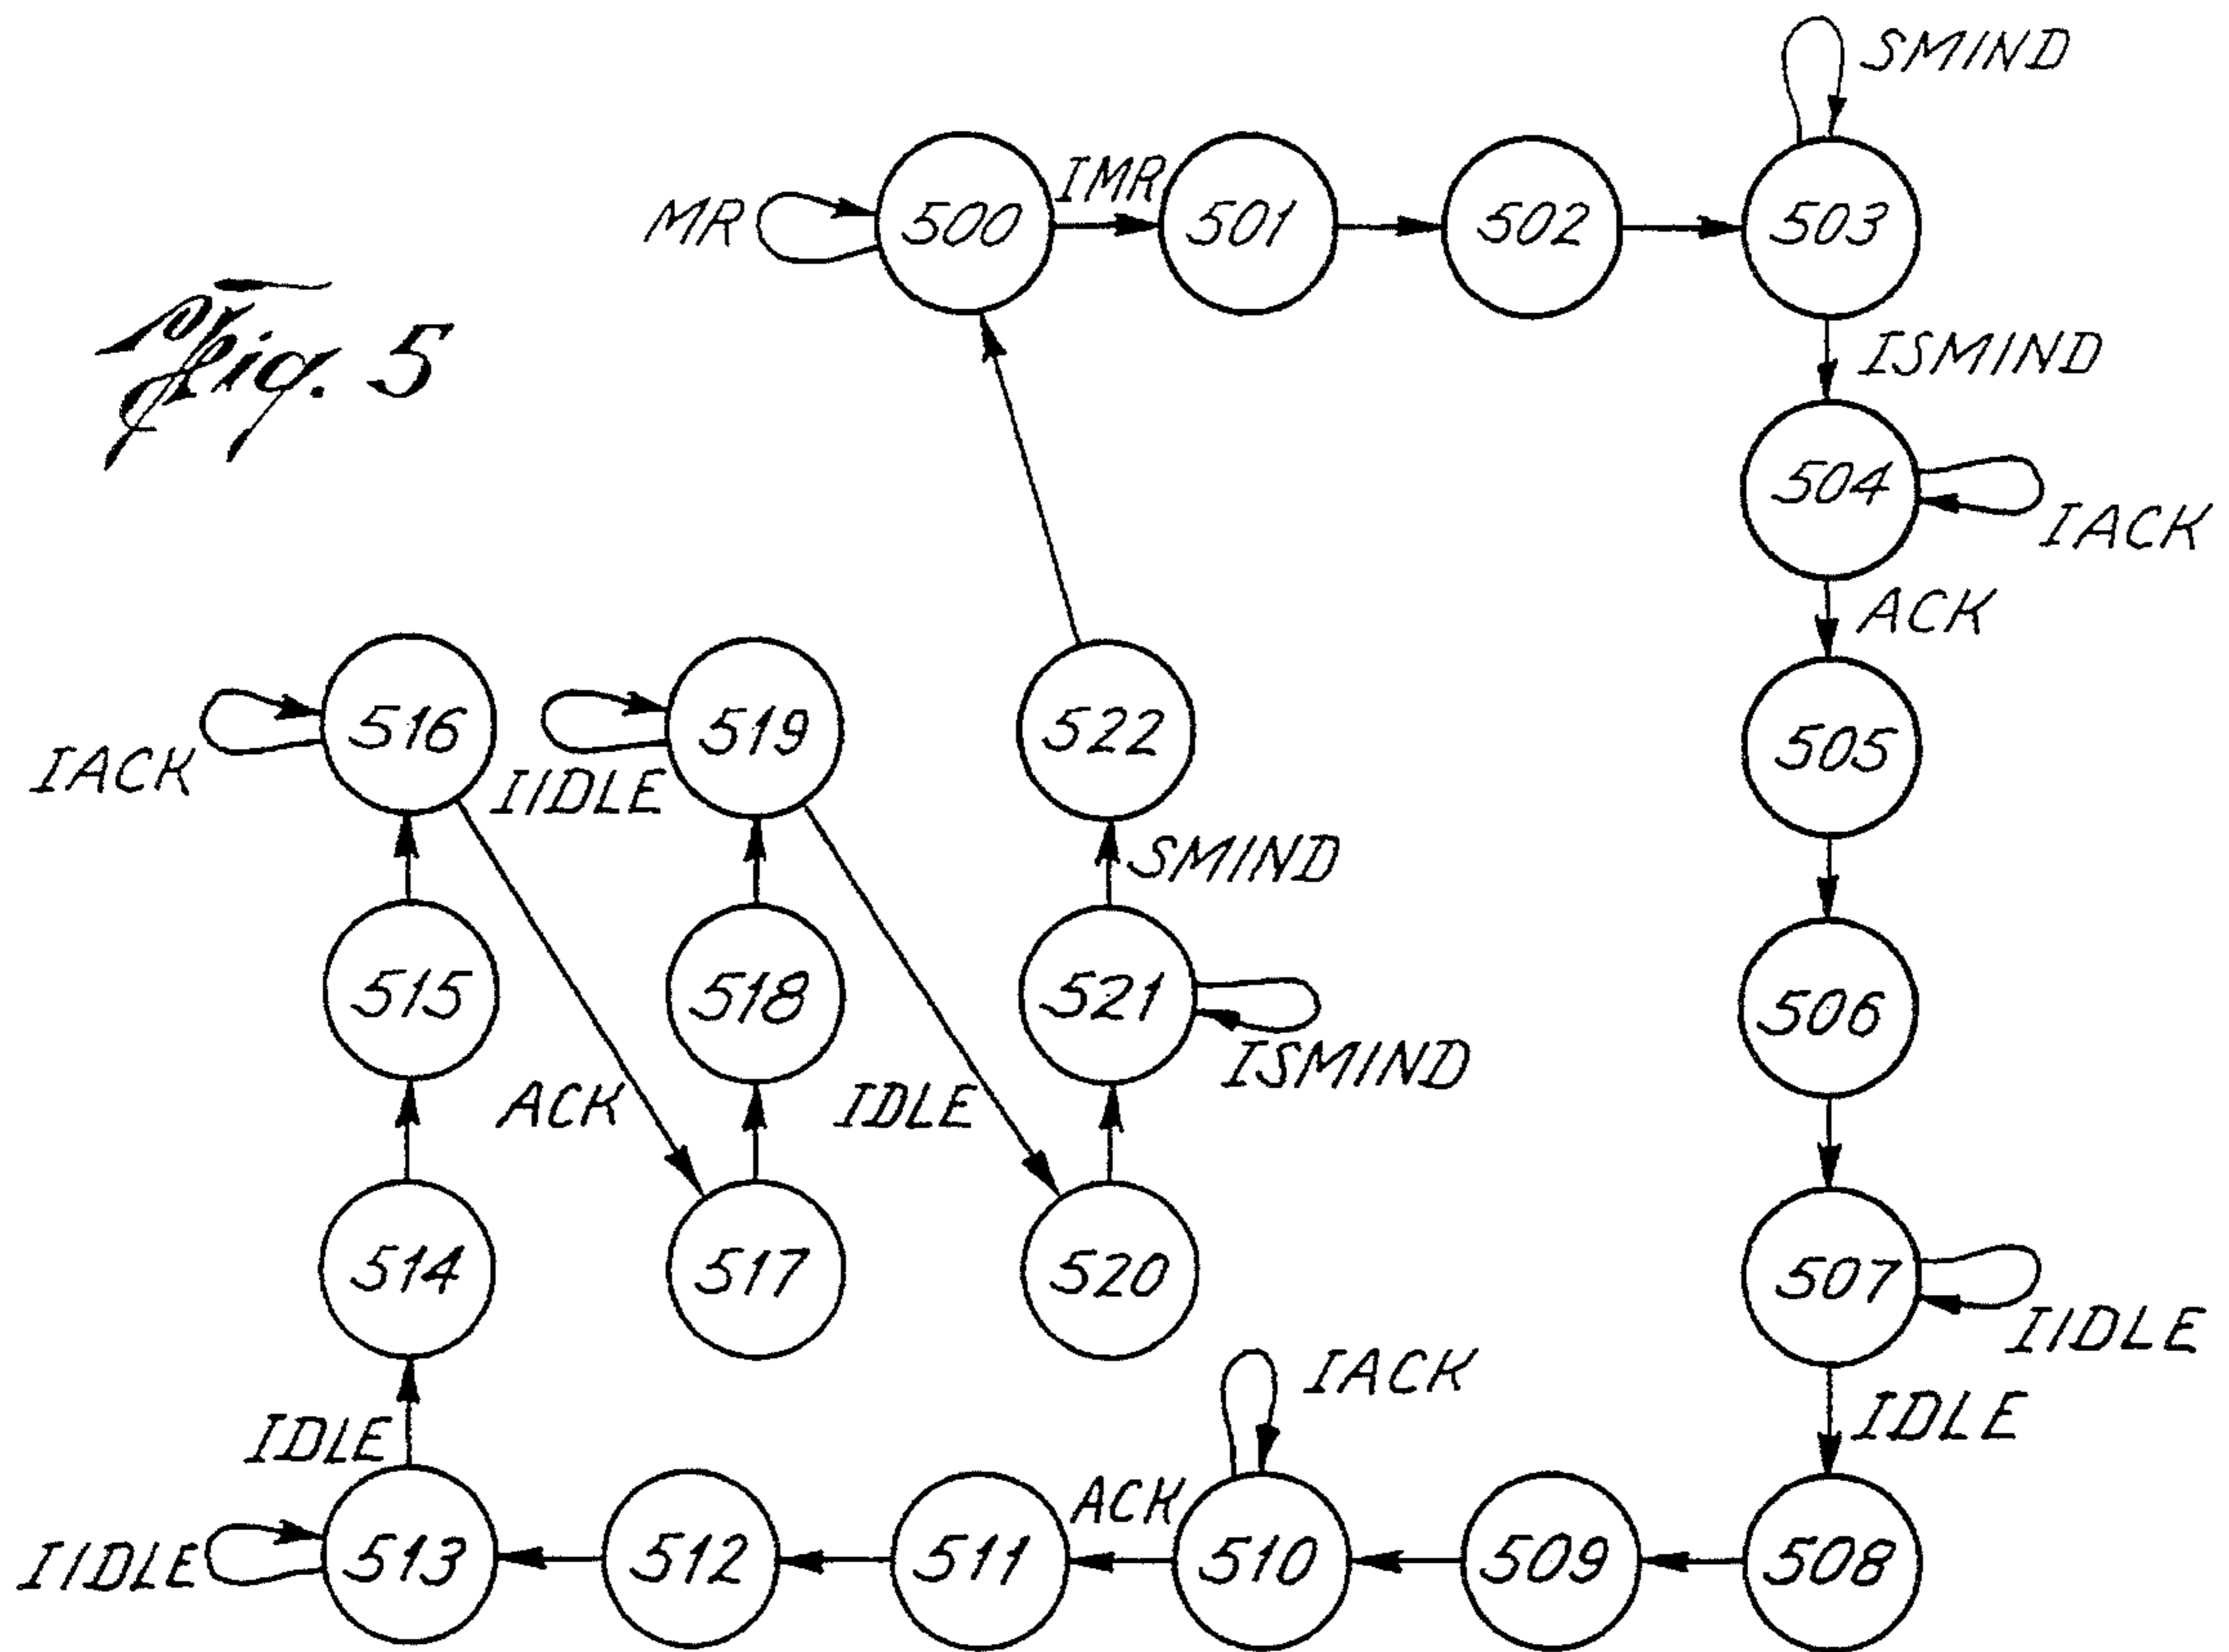 SMIND
MR
500
IMR
501
502
503
Fig. 5
ISMIND
504
IACK
ACK
516
519
522
505
IACK
IIDLE
SMIND
515
518
521
506
ISMIND
ACK
IDLE
514
517
520
507
IIDLE
IACK
IDLE
IDLE
ACK
IIDLE
513
512
511
510
509
508